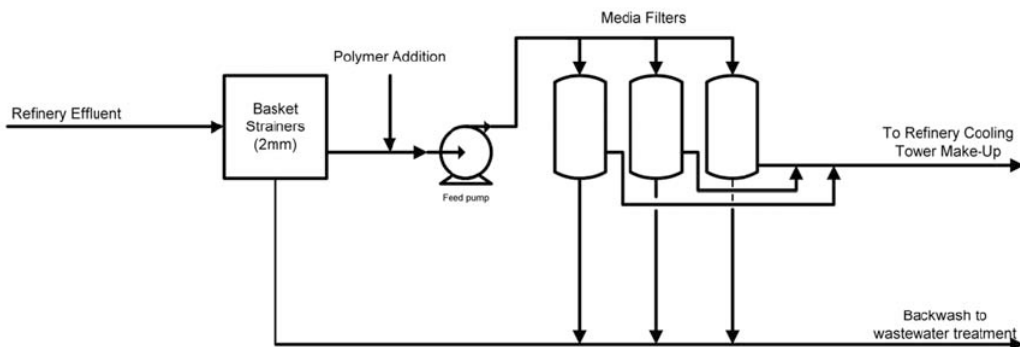 Media Filters
Polymer Addition
Refinery Effluent
Basket
Strainers
(2mm)
To Refinery Cooling
Tower Make-Up
Feed pump
Backwash to
wastewater treatment